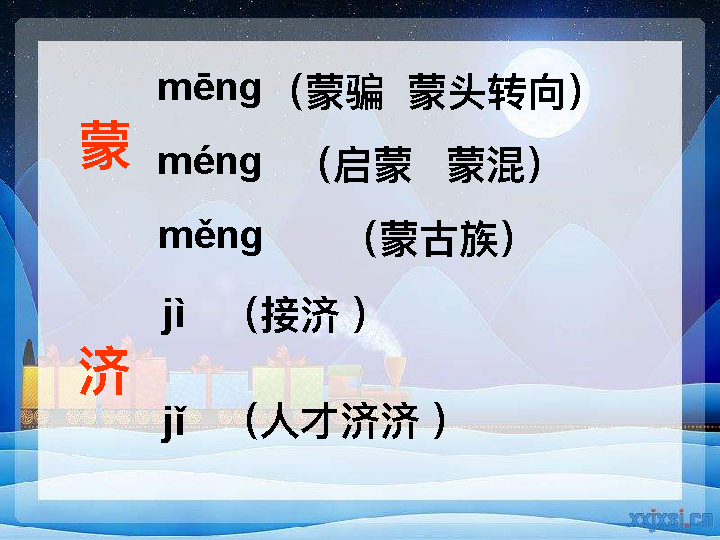 mēng（蒙骗 蒙头转向）
蒙
méng （启蒙 蒙混）
měng （蒙古族）
jì （接济 ）
济
jǐ （人才济济 ）
xxjxsj.cn